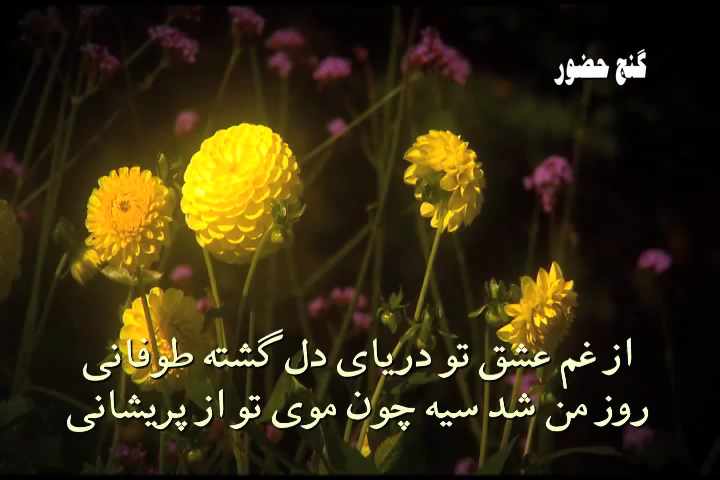 گنج حضور
از غم عشق تو دریای دل گشته طوفانی
روز من شد سیه چون موی تو از پریشانی